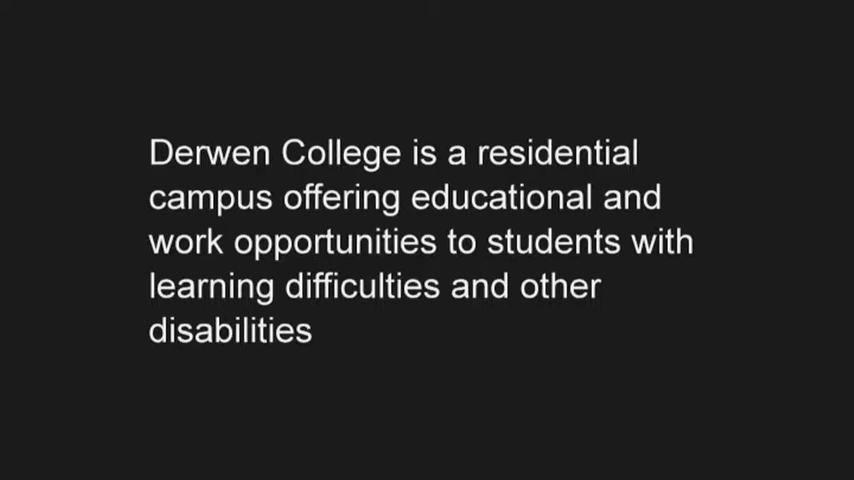 Derwen College is a residential
campus offering educational and
work opportunities to students with
learning difficulties and other
disabilities